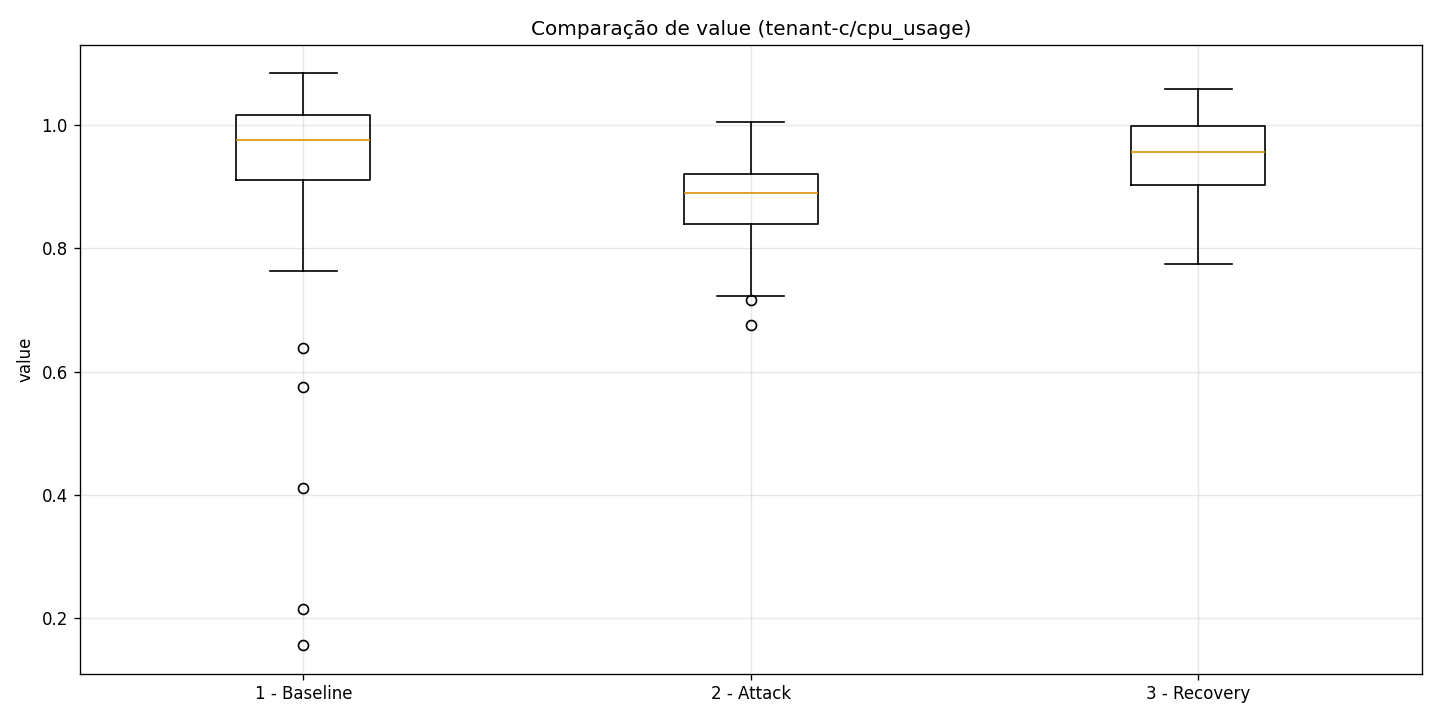 Comparação de value (tenant-c/cpu_usage)
1.0
0.8
0.6
0.4
0.2
value
1 - Baseline
2 - Attack
3 - Recovery